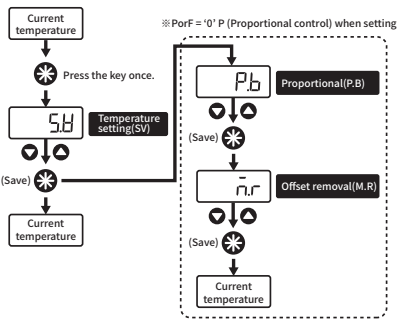 Current
temperature
Press the key once.
S.V
Temperature
setting(SV)
(Save)
Current
temperature
※PorF = ‘0’ P (Proportional control) when setting
P.b
Proportional(P.B)
(Save)
n̄.r
Offset removal(M.R)
(Save)
Current
temperature